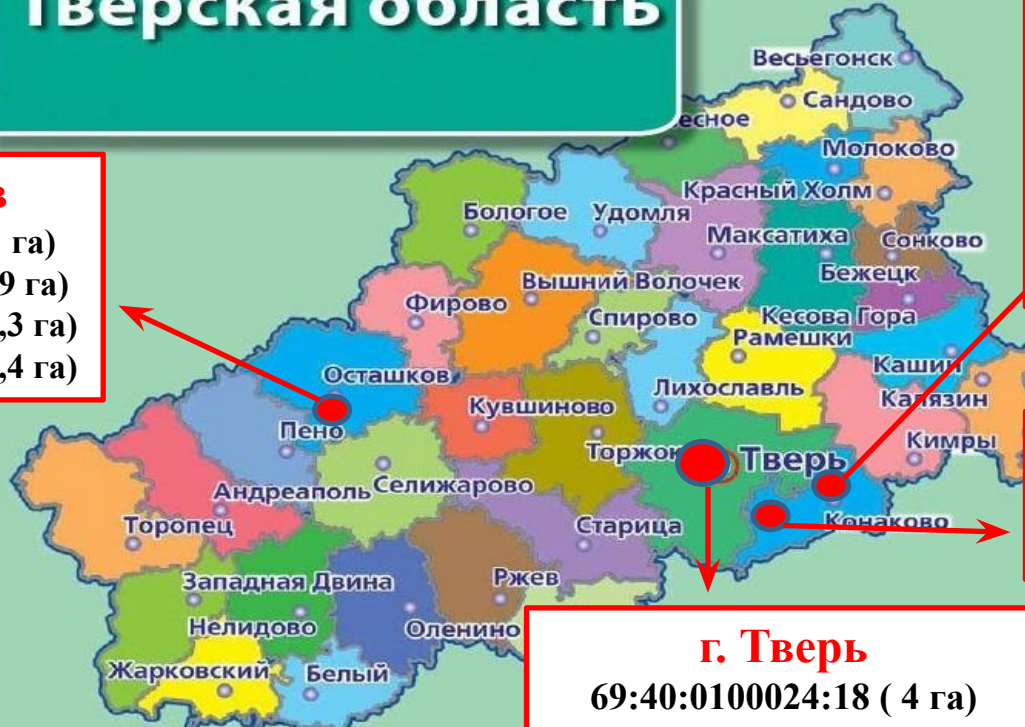 Тверская область
Весьегонск
Сандово
Молоково
Красный Холм
Бологое
Удомля
Максатиха
Сонково
Вышний Волочек
Бежецк
Фирово
Спирово
Кесова Гора
Рамешки
Кашин
Осташков
Лихославль
Калязин
Кувшиново
Пено
Торжок
Тверь
Кимры
Андреаполь
Селижарово
Торопец
Старица
Конаково
Западная Двина
Ржев
Нелидово
Оленино
Жарковский
Белый
в
га)
9 га)
,3 га)
,4 га)
г. Тверь
69:40:0100024:18 ( 4 га)